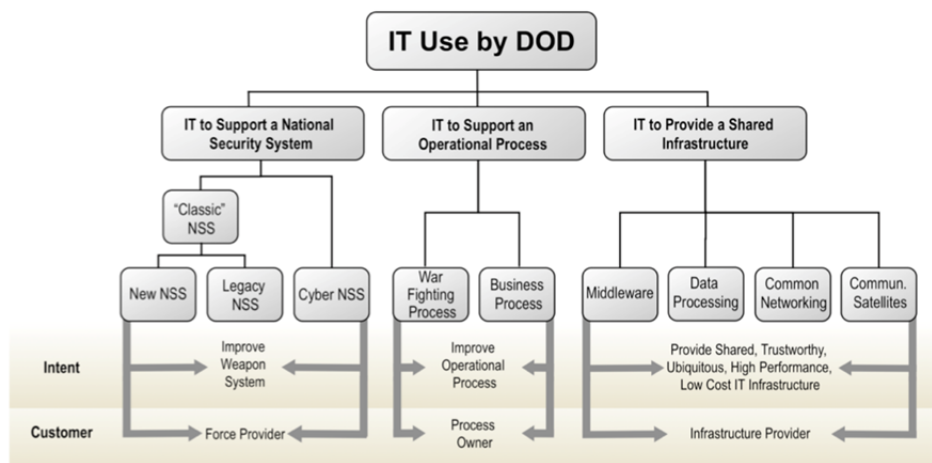 IT Use by DOD
IT to Support a National
Security System
IT to Support an
Operational Process
IT to Provide a Shared
Infrastructure
"Classic"
NSS
New NSS
Legacy
NSS
Cyber NSS
War
Fighting
Process
Business
Process
Middleware
Data
Processing
Common
Networking
Commun.
Satellites
Intent
Improve
Weapon
System
Improve
Operational
Process
Provide Shared, Trustworthy,
Ubiquitous, High Performance,
Low Cost IT Infrastructure
Customer
Force Provider
Process
Owner
Infrastructure Provider